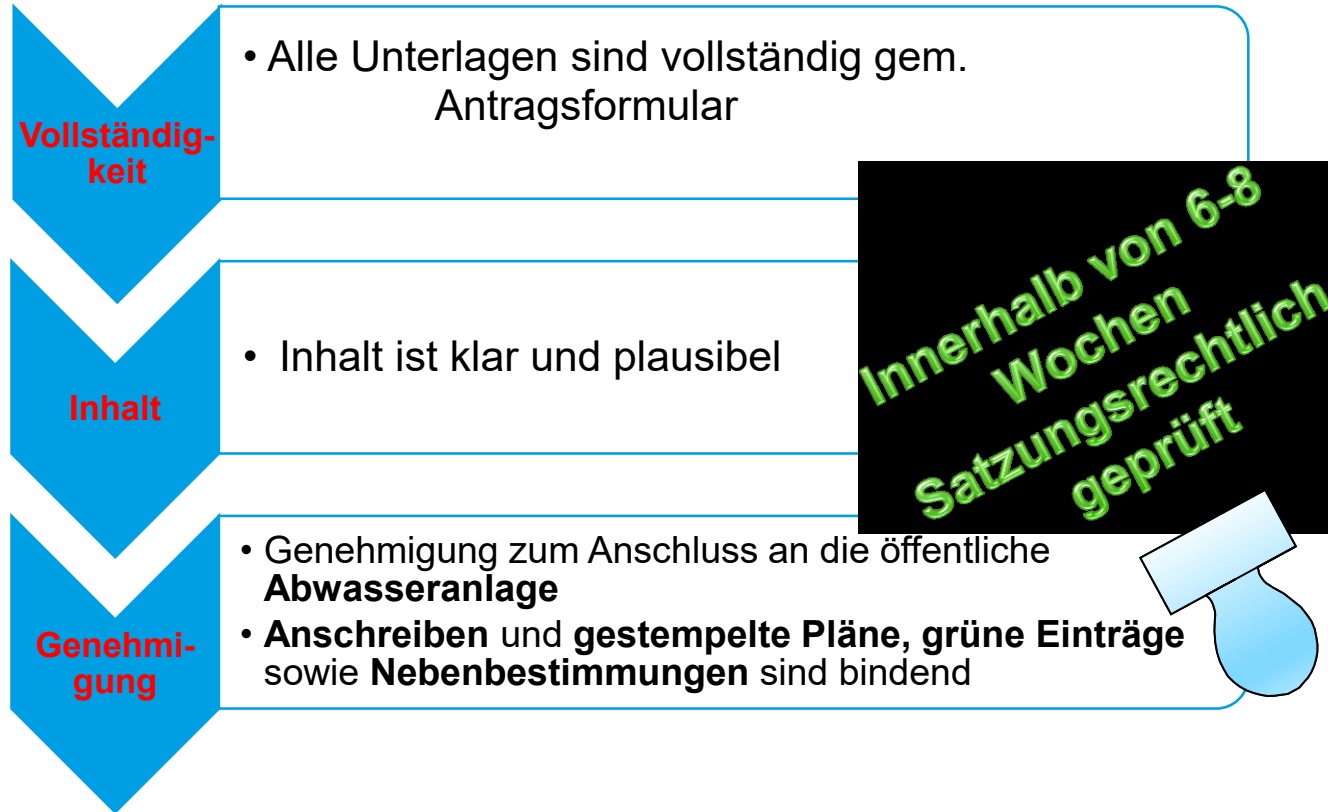 Vollständig-
keit
• Alle Unterlagen sind vollständig gem.
Antragsformular
Innerhalb von 6-8
Wochen
Satzungsrechtlich
geprüft
Inhalt
• Inhalt ist klar und plausibel
Genehmi-
gung
• Genehmigung zum Anschluss an die öffentliche
Abwasseranlage
• Anschreiben und gestempelte Pläne, grüne Einträge
sowie Nebenbestimmungen sind bindend